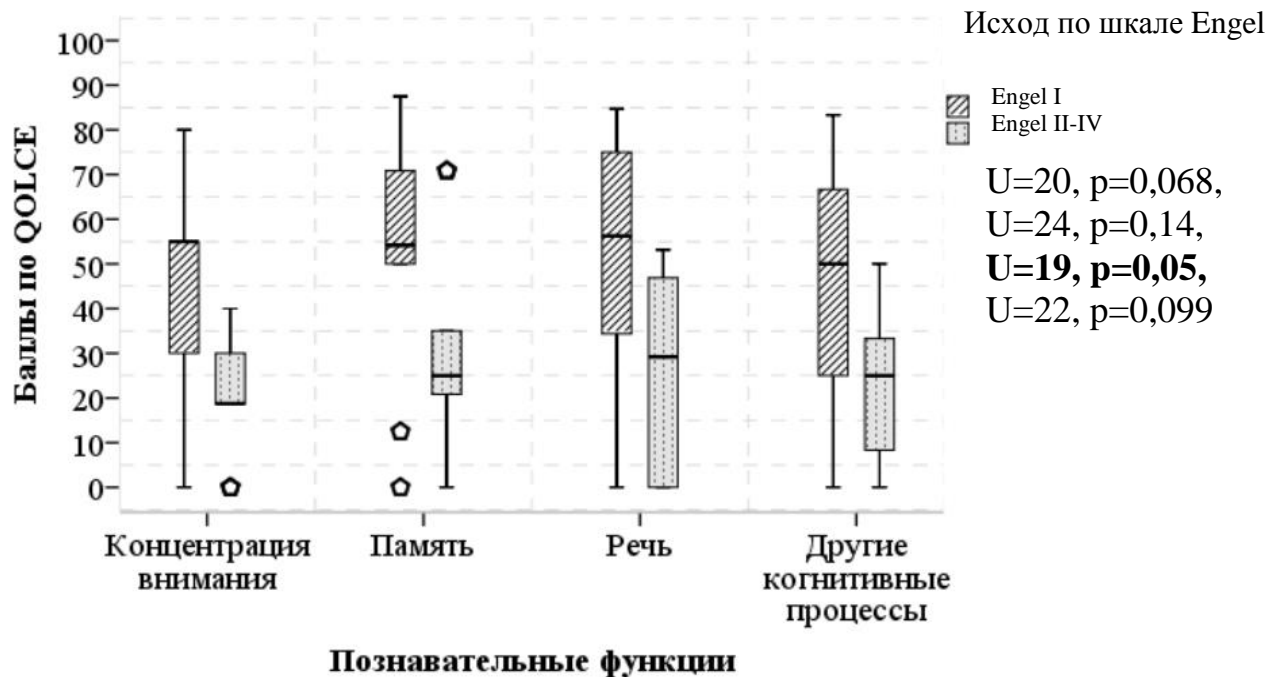 Исход по шкале Engel
Engel I
Engel II-IV
U=20, p=0,068,
U=24, p=0,14,
U=19, p=0,05,
U=22, p=0,099
Баллы по QOLCE
100
90
80
70
60
50
40
30
20
10
0
Концентрация
внимания
Память
Речь
Другие
когнитивные
процессы
Познавательные функции